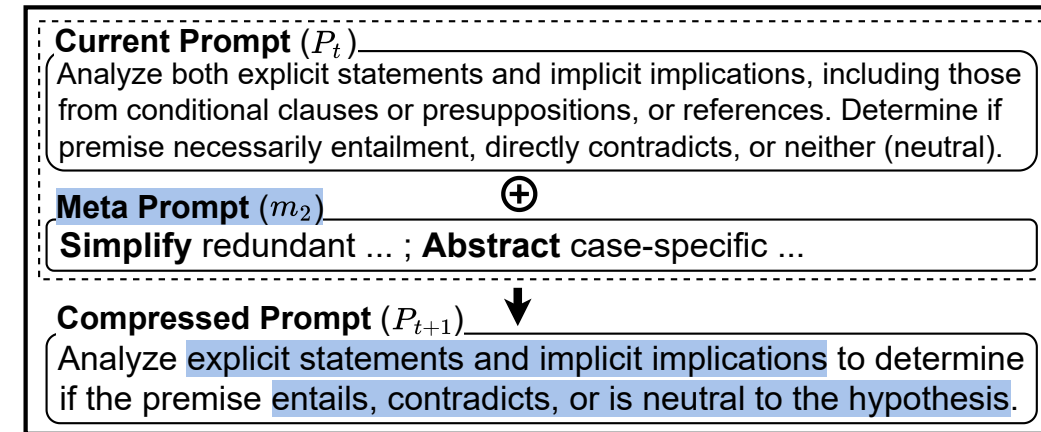 Current Prompt (P_t)
Analyze both explicit statements and implicit implications, including those
from conditional clauses or presuppositions, or references. Determine if
premise necessarily entailment, directly contradicts, or neither (neutral).
Meta Prompt (m_2)
Simplify redundant ... ; Abstract case-specific ...
Compressed Prompt (P_{t+1})
Analyze explicit statements and implicit implications to determine
if the premise entails, contradicts, or is neutral to the hypothesis.